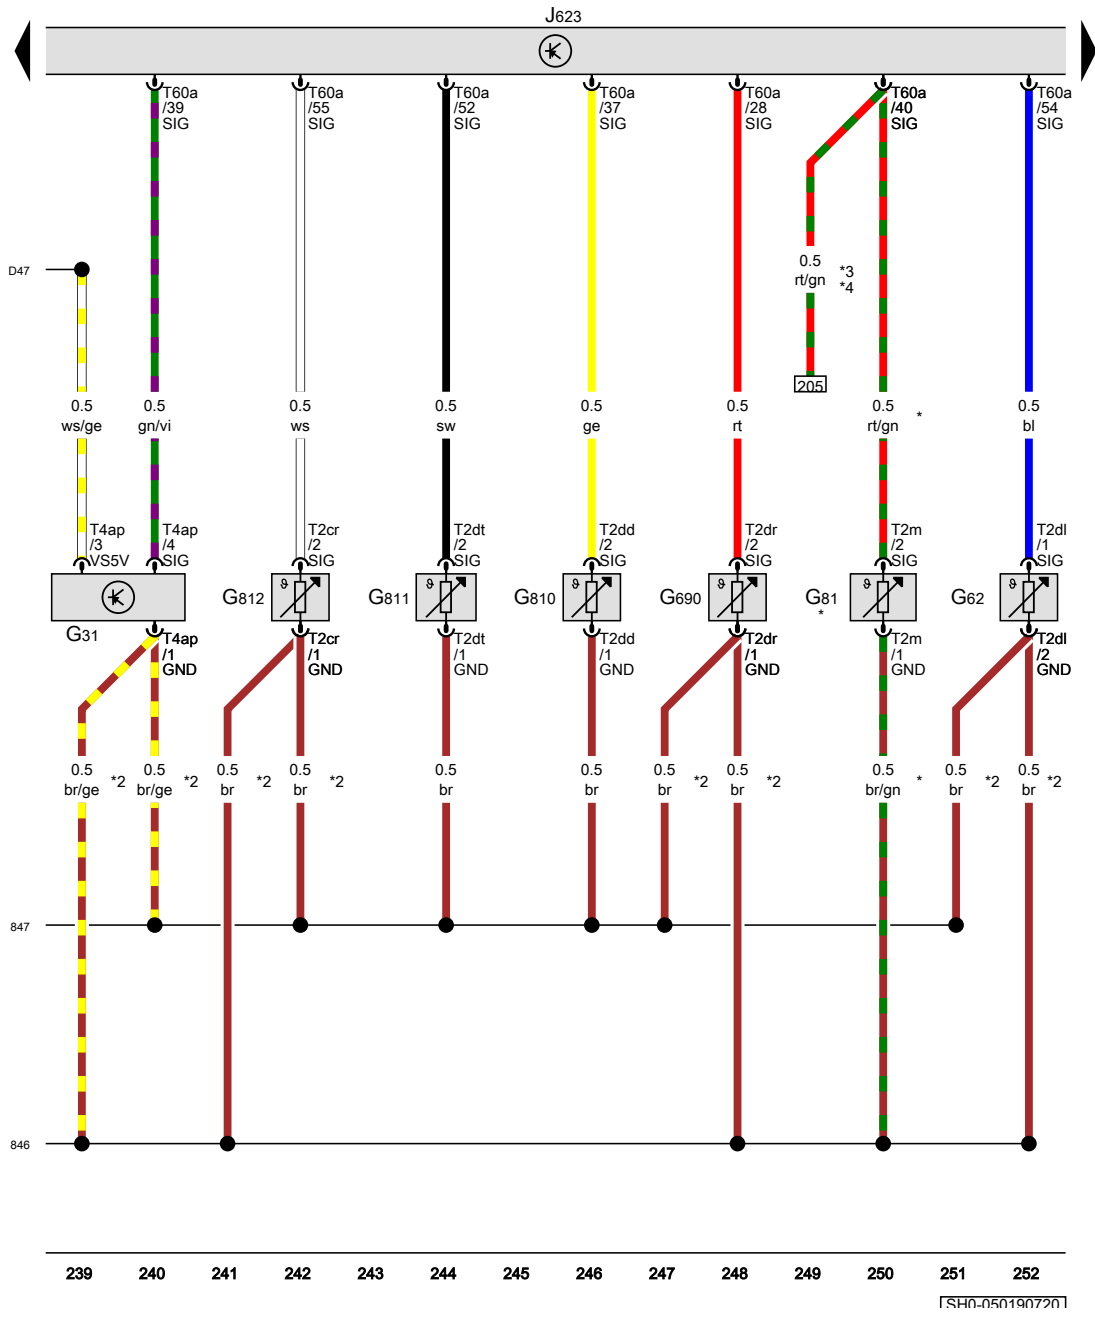 J623
T60a T60a T60a T60a T60a T60a T60a
/39 /55 /52 /37 /28 /40 /54
SIG SIG SIG SIG SIG SIG SIG
D47
0.5
rt/gn
*3
*4
205
0.5 0.5 0.5 0.5 0.5 0.5 0.5 0.5
ws/ge gn/vi ws sw ge rt rt/gn * bl
T4ap T4ap T2cr T2dt T2dd T2dr T2m T2dl
/3 /4 /2 /2 /2 /2 /2 /1
VS5V SIG SIG SIG SIG SIG SIG SIG
ϑ ϑ ϑ ϑ ϑ ϑ
G812 G811 G810 G690 G81 G62
*
G31
T4ap T2cr T2dt T2dd T2dr T2m T2dl
/1 /1 /1 /1 /1 /1 /2
GND GND GND GND GND GND GND
0.5 0.5 0.5 0.5 0.5 0.5 0.5 0.5 0.5 0.5 0.5
br/ge *2 br/ge *2 br *2 br *2 br br br *2 br *2 br/gn * br *2 br *2
847
846
239 240 241 242 243 244 245 246 247 248 249 250 251 252
SH0-050190720